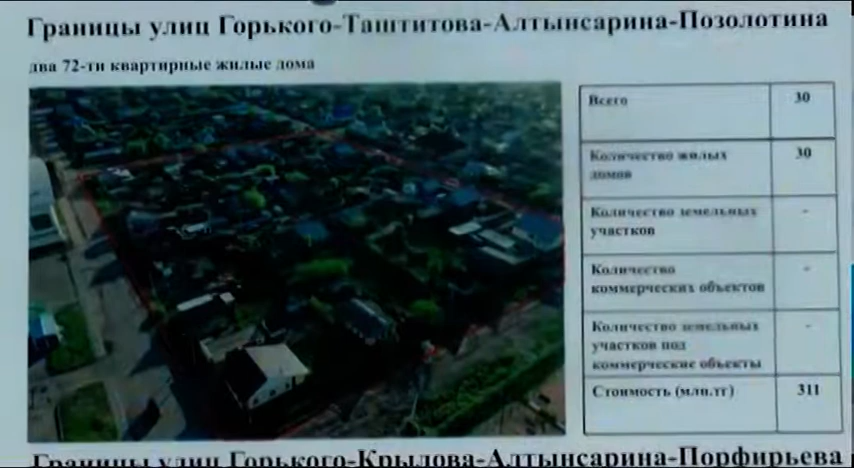 Границы улиц Горького-Таштитова-Алтынсарина-Позолотина
два 72-ти квартирные жилые дома
Всего 30
Количество жилых 30
домов
Количество земельных -
участков
Количество -
коммерческих объектов
Количество земельных -
участков под
коммерческие объекты
Стоимость (млн.тг) 311
Границы улиц Горького-Крылова-Алтынсарина-Порфирьева